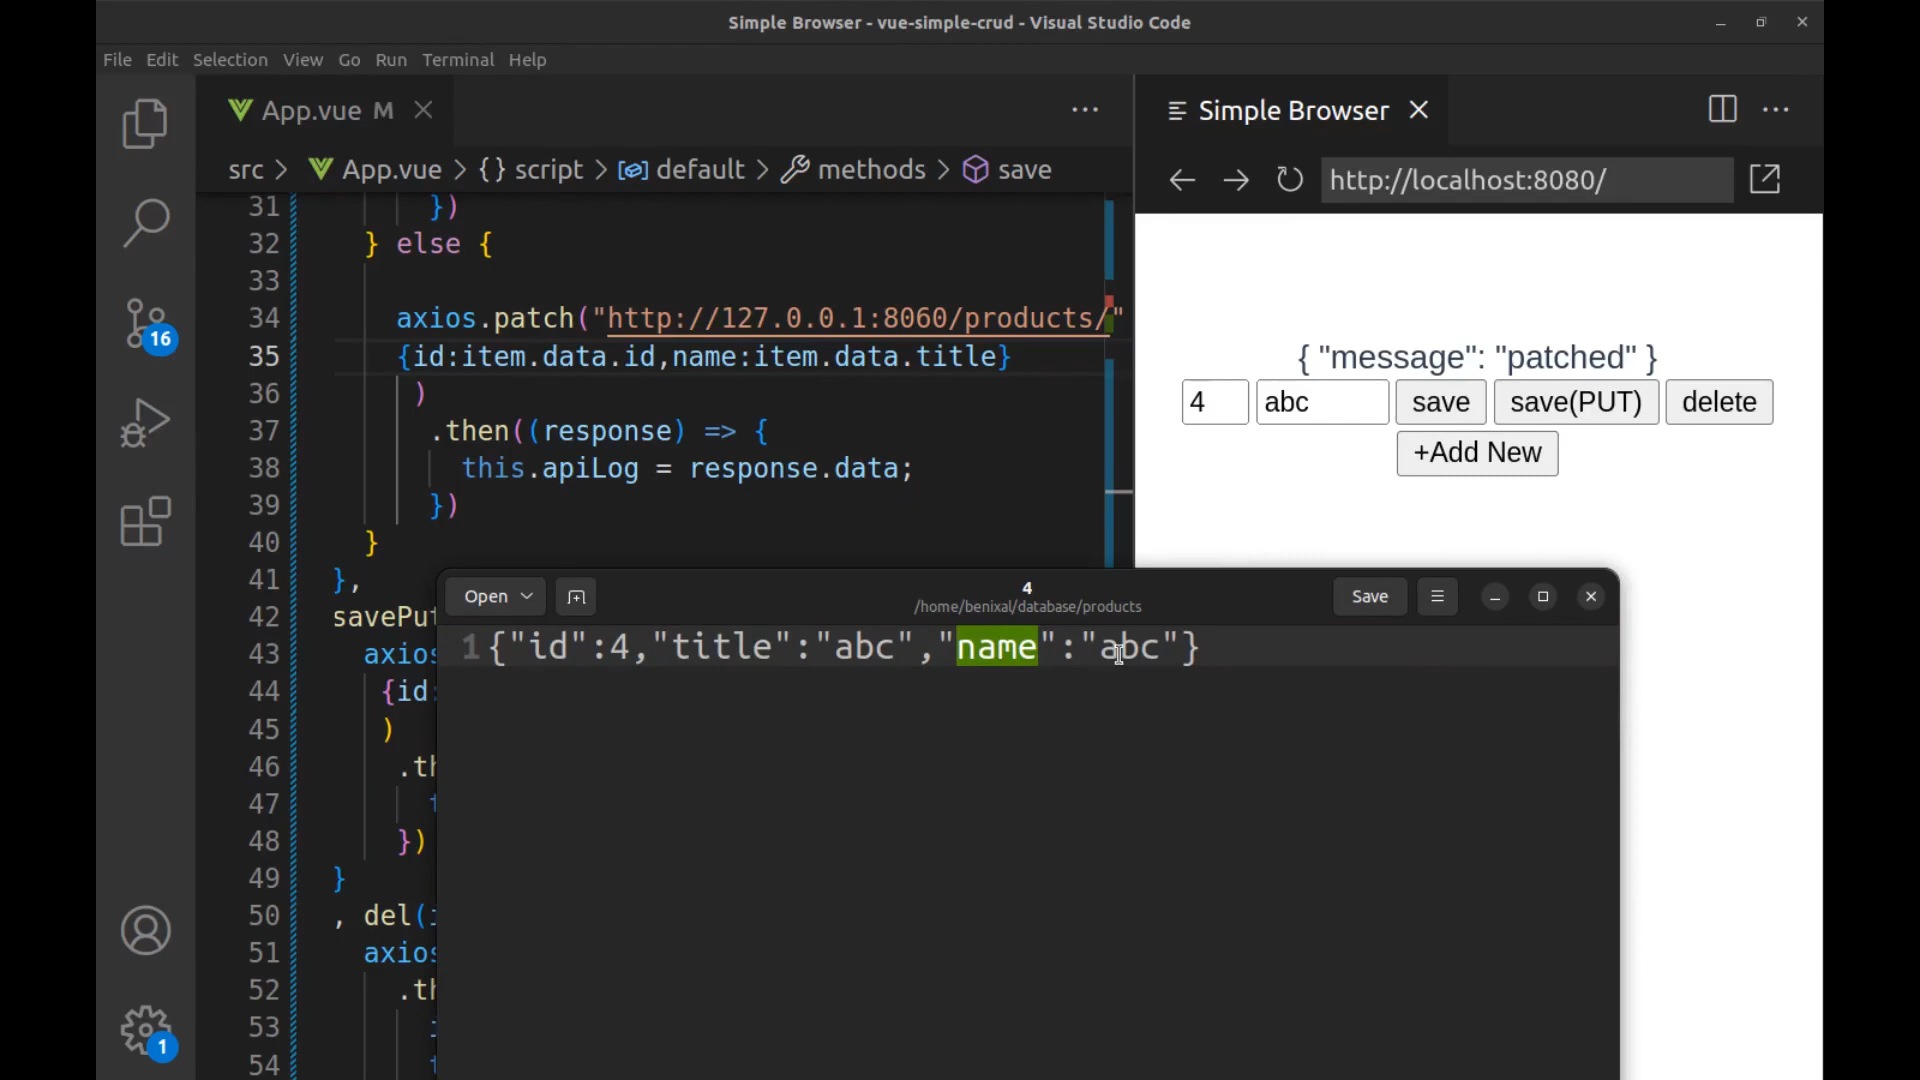 Simple Browser - vue-simple-crud - Visual Studio Code
File Edit Selection View Go Run Terminal Help
App.vue M
src > App.vue > {} script > default > methods > save
31 })
32 } else {
33
34 axios.patch("http://127.0.0.1:8060/products/"
35 {id:item.data.id,name:item.data.title}
36 )
37 .then((response) => {
38 this.apiLog = response.data;
39 })
40 }
41 },
42 savePut
43 axios
44 {id:
45 )
46 .th
47
48 })
49 }
50 , del(
51 axios
52 .th
53
54
16
1
Simple Browser
http://localhost:8080/
{ "message": "patched" }
4 abc save save(PUT) delete
+Add New
Open 4 Save
/home/benixal/database/products
1 {"id":4,"title":"abc","name":"abc"}